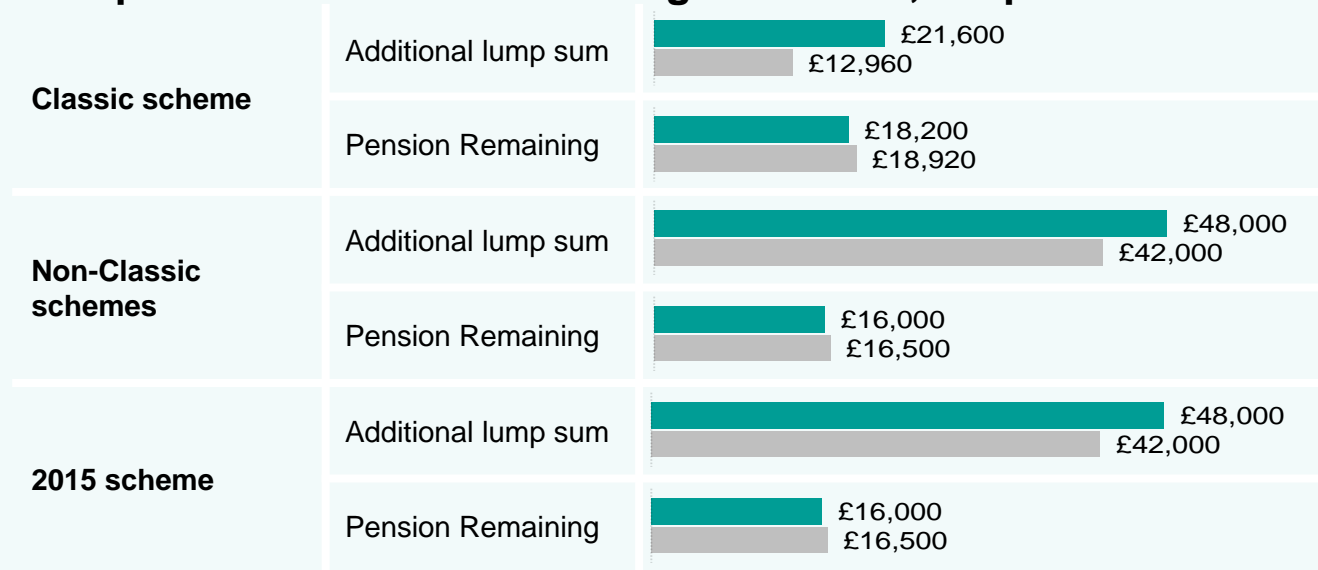 Classic scheme
Additional lump sum
£21,600
£12,960
Pension Remaining
£18,200
£18,920
Non-Classic
schemes
Additional lump sum
£48,000
£42,000
Pension Remaining
£16,000
£16,500
2015 scheme
Additional lump sum
£48,000
£42,000
Pension Remaining
£16,000
£16,500